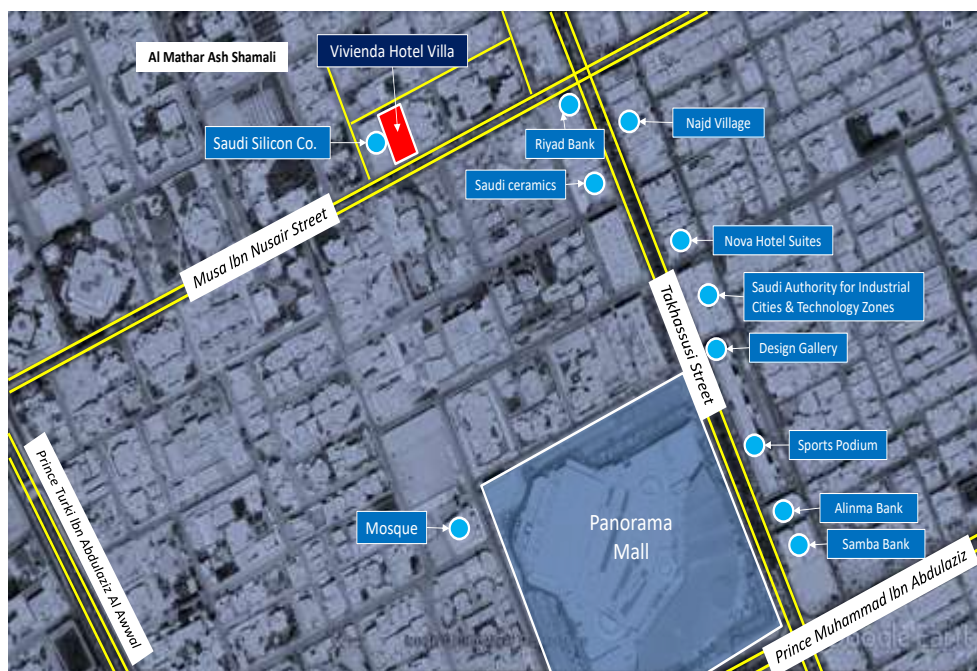 Al Mathar Ash Shamali
Vivienda Hotel Villa
Saudi Silicon Co.
Riyad Bank
Najd Village
Saudi ceramics
Musa Ibn Nusair Street
Nova Hotel Suites
Saudi Authority for Industrial
Cities & Technology Zones
Takhassusi Street
Design Gallery
Sports Podium
Prince Turki Ibn Abdulaziz Al Awwal
Mosque
Panorama
Mall
Alinma Bank
Samba Bank
Prince Muhammad Ibn Abdulaziz